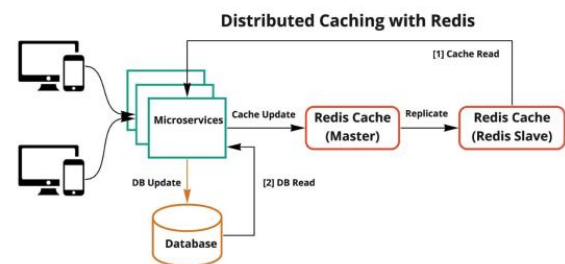 Distributed Caching with Redis
[1] Cache Read
Microservices
Cache Update
Redis Cache
(Master)
Replicate
Redis Cache
(Redis Slave)
DB Update
[2] DB Read
Database